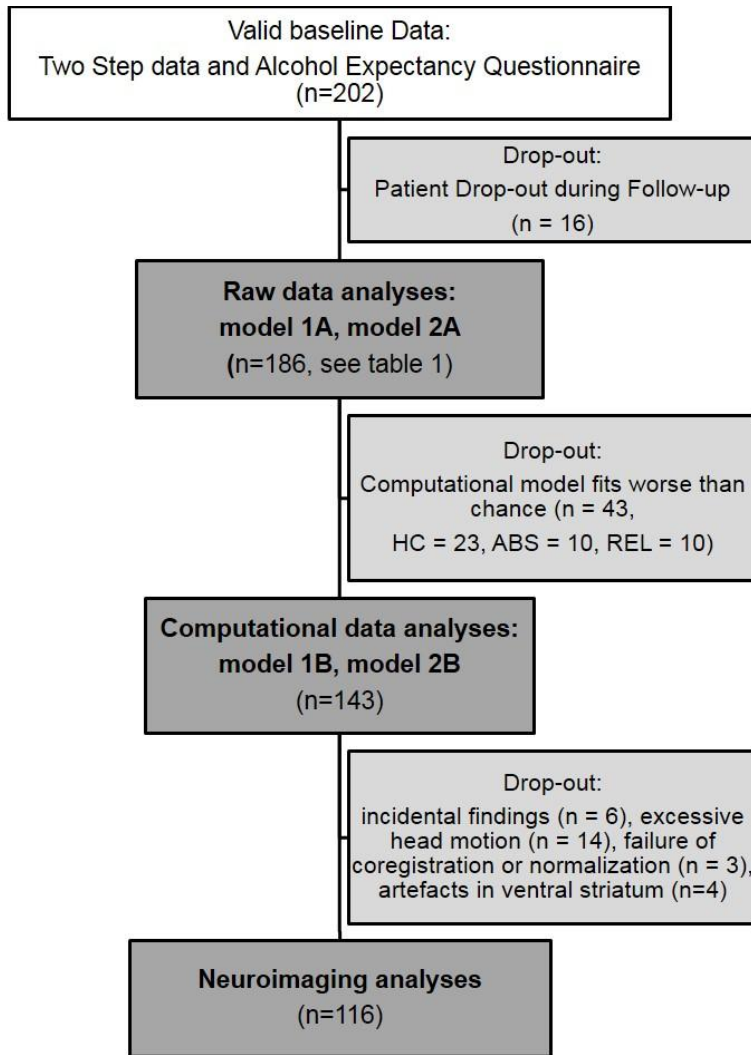 Valid baseline Data:
Two Step data and Alcohol Expectancy Questionnaire
(n=202)
Drop-out:
Patient Drop-out during Follow-up
(n = 16)
Raw data analyses:
model 1A, model 2A
(n=186, see table 1)
Drop-out:
Computational model fits worse than
chance (n = 43,
HC = 23, ABS = 10, REL = 10)
Computational data analyses:
model 1B, model 2B
(n=143)
Drop-out:
incidental findings (n = 6), excessive
head motion (n = 14), failure of
coregistration or normalization (n = 3),
artefacts in ventral striatum (n=4)
Neuroimaging analyses
(n=116)